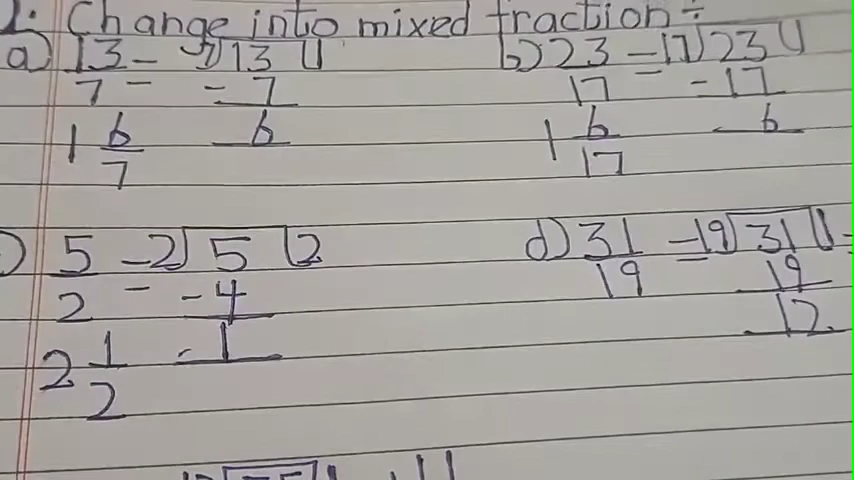 1. Change into mixed fraction ÷
a) 13/7 = 7)13(1
- 7
6
1 6/7
b) 23/17 = 17)23(1
- 17
6
1 6/17
c) 5/2 = 2)5(2
- 4
1
2 1/2
d) 31/19 = 19)31(1 =
19
12